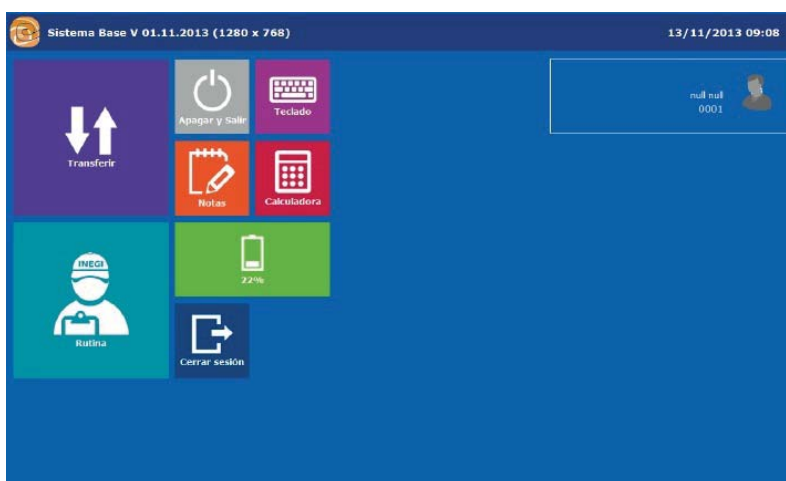 Sistema Base V 01.11.2013 (1280 x 768)
13/11/2013 09:08
Transferir
Apagar y Salir
Teclado
null null
0001
Notas
Calculadora
INEGI
Rutina
22%
Cerrar sesión